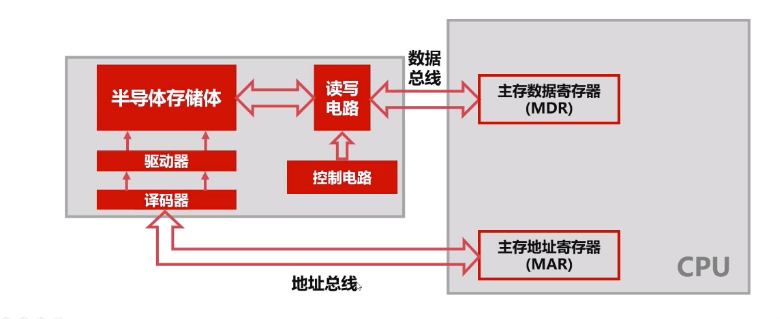 数据
总线
半导体存储体
读写
电路
主存数据寄存器
(MDR)
驱动器
控制电路
译码器
主存地址寄存器
(MAR)
CPU
地址总线